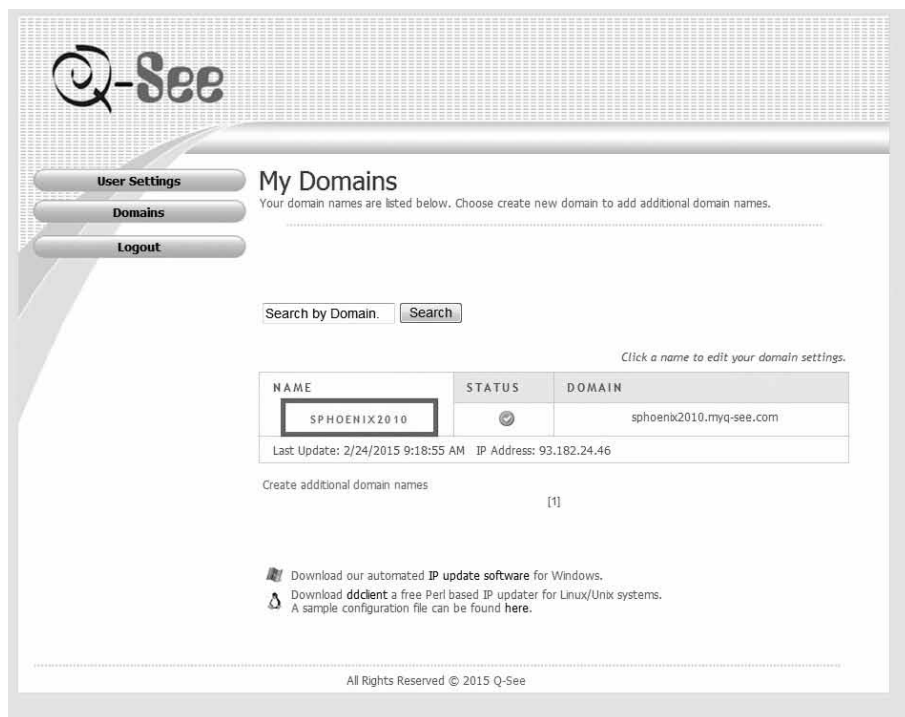 Q-See
User Settings
Domains
Logout
My Domains
Your domain names are listed below. Choose create new domain to add additional domain names.
Search by Domain. Search
Click a name to edit your domain settings.
NAME STATUS DOMAIN
SPHOENIX2010 sphoenix2010.myq-see.com
Last Update: 2/24/2015 9:18:55 AM IP Address: 93.182.24.46
Create additional domain names
[1]
Download our automated IP update software for Windows.
Download ddclient a free Perl based IP updater for Linux/Unix systems.
A sample configuration file can be found here.
All Rights Reserved © 2015 Q-See